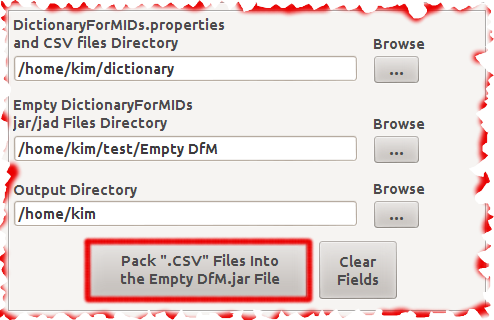 DictionaryForMIDs.properties
and CSV files Directory
Browse
/home/kim/dictionary
...
Empty DictionaryForMIDs
jar/jad Files Directory
Browse
/home/kim/test/Empty DfM
...
Output Directory
Browse
/home/kim
...
Pack ".CSV" Files Into
the Empty DfM.jar File
Clear
Fields